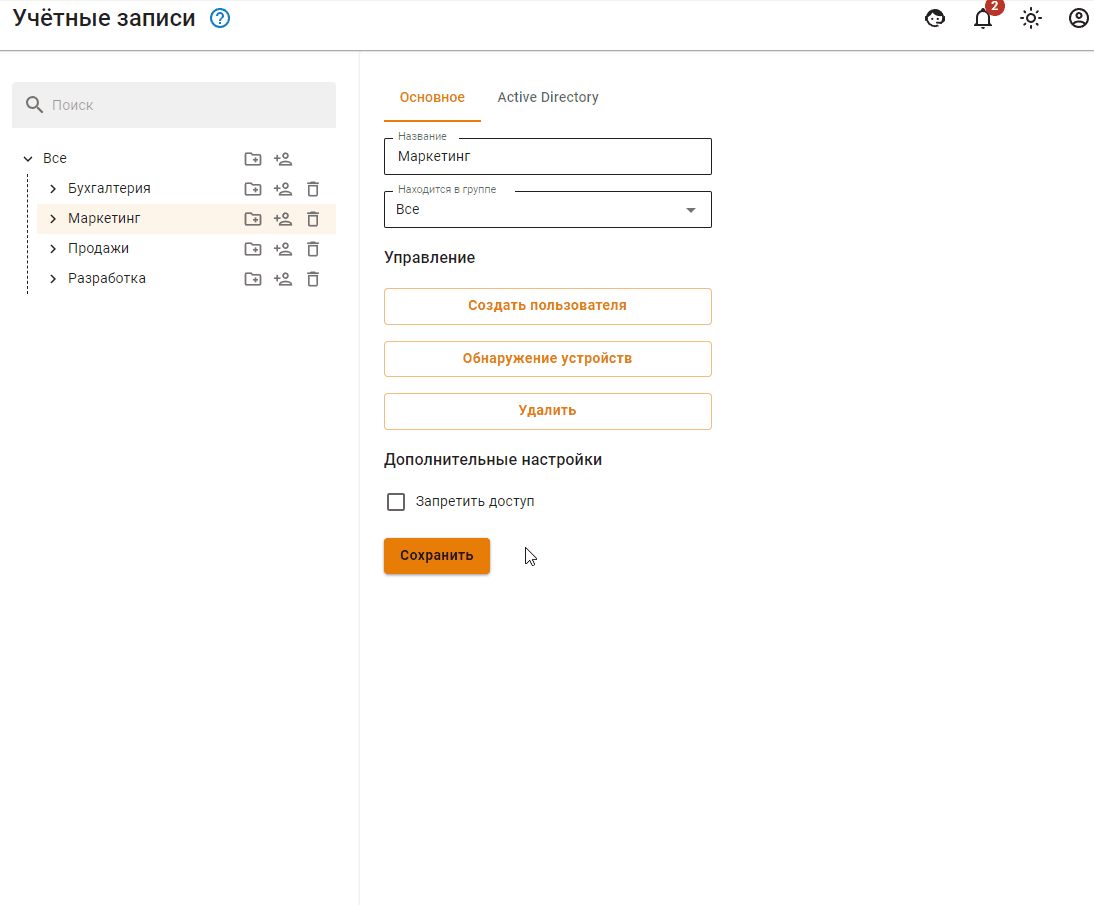 Учётные записи
2
Поиск
Все
Бухгалтерия
Маркетинг
Продажи
Разработка
Основное Active Directory
Название
Маркетинг
Находится в группе
Все
Управление
Создать пользователя
Обнаружение устройств
Удалить
Дополнительные настройки
Запретить доступ
Сохранить